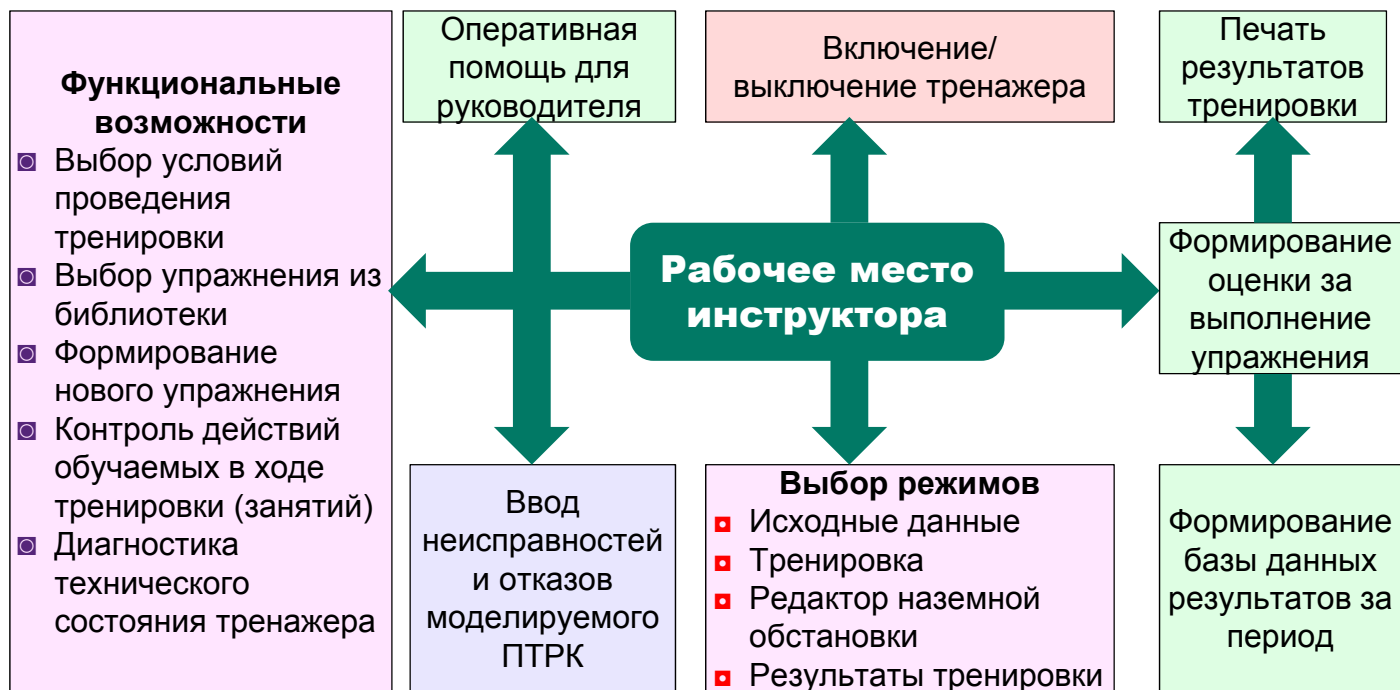 Функциональные
возможности
Выбор условий
проведения
тренировки
Выбор упражнения из
библиотеки
Формирование
нового упражнения
Контроль действий
обучаемых в ходе
тренировки (занятий)
Диагностика
технического
состояния тренажера
Оперативная
помощь для
руководителя
Включение/
выключение тренажера
Печать
результатов
тренировки
Рабочее место
инструктора
Формирование
оценки за
выполнение
упражнения
Ввод
неисправностей
и отказов
моделируемого
ПТРК
Выбор режимов
Исходные данные
Тренировка
Редактор наземной
обстановки
Результаты тренировки
Формирование
базы данных
результатов за
период